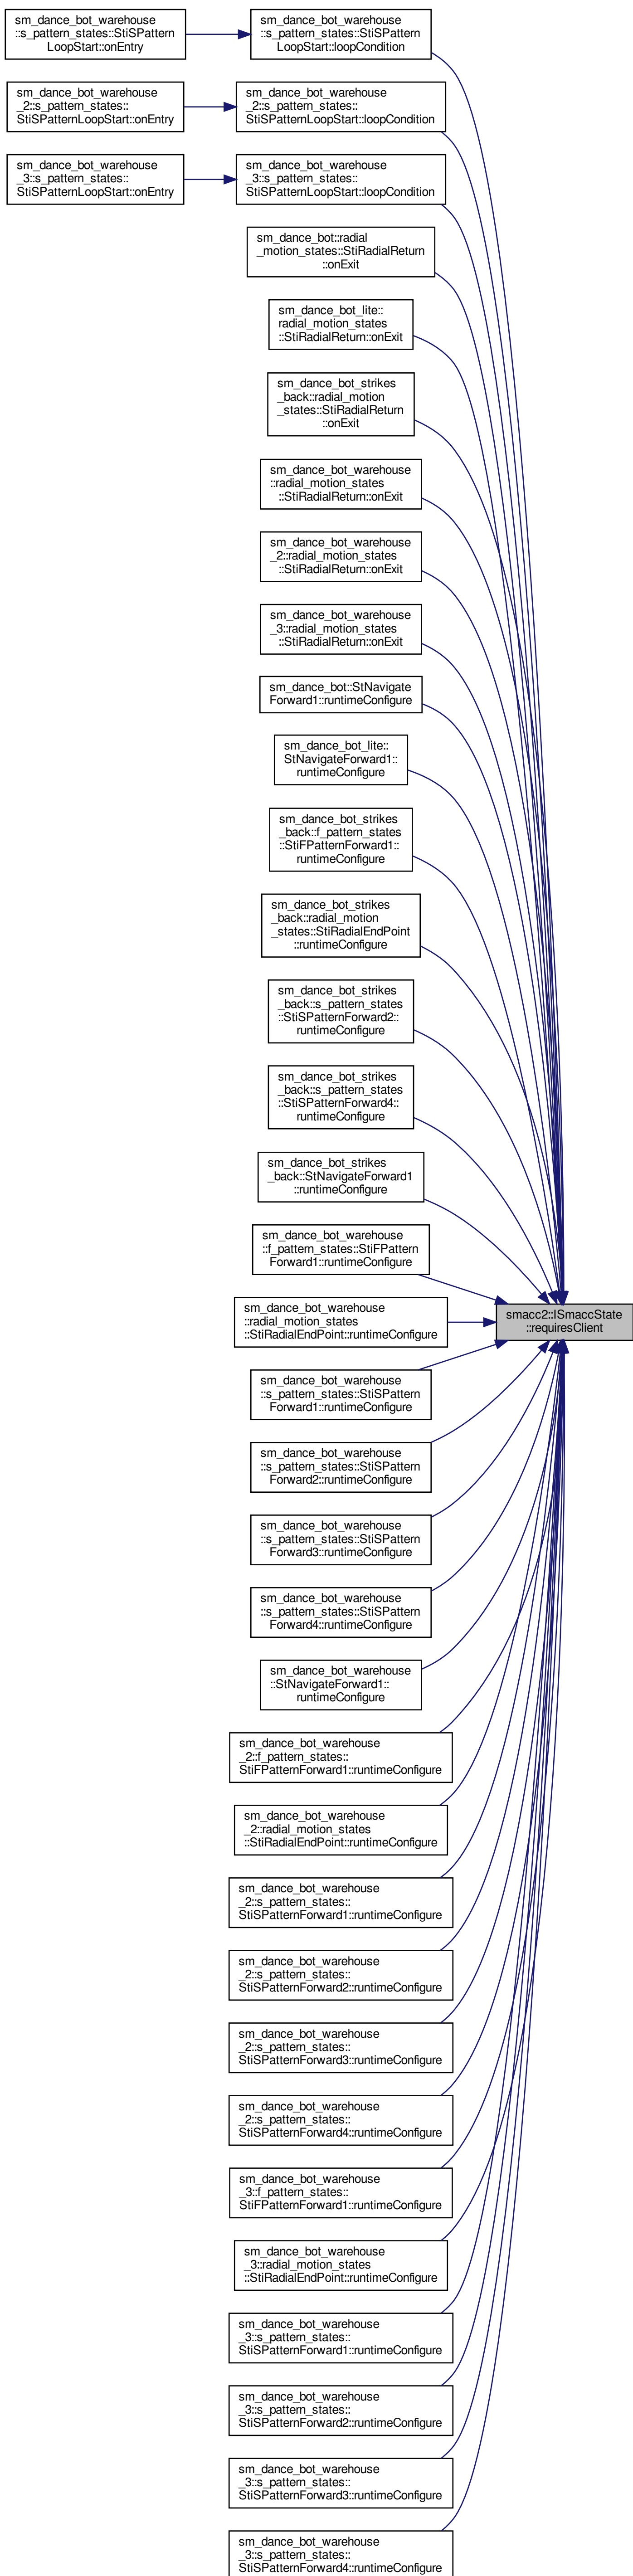 sm_dance_bot_warehouse
::s_pattern_states::StiSPattern
LoopStart::onEntry
sm_dance_bot_warehouse
::s_pattern_states::StiSPattern
LoopStart::loopCondition
sm_dance_bot_warehouse
_2::s_pattern_states::
StiSPatternLoopStart::onEntry
sm_dance_bot_warehouse
_2::s_pattern_states::
StiSPatternLoopStart::loopCondition
sm_dance_bot_warehouse
_3::s_pattern_states::
StiSPatternLoopStart::onEntry
sm_dance_bot_warehouse
_3::s_pattern_states::
StiSPatternLoopStart::loopCondition
sm_dance_bot::radial
_motion_states::StiRadialReturn
::onExit
sm_dance_bot_lite::
radial_motion_states
::StiRadialReturn::onExit
sm_dance_bot_strikes
_back::radial_motion
_states::StiRadialReturn
::onExit
sm_dance_bot_warehouse
::radial_motion_states
::StiRadialReturn::onExit
sm_dance_bot_warehouse
_2::radial_motion_states
::StiRadialReturn::onExit
sm_dance_bot_warehouse
_3::radial_motion_states
::StiRadialReturn::onExit
sm_dance_bot::StNavigate
Forward1::runtimeConfigure
sm_dance_bot_lite::
StNavigateForward1::
runtimeConfigure
sm_dance_bot_strikes
_back::f_pattern_states
::StiFPatternForward1::
runtimeConfigure
sm_dance_bot_strikes
_back::radial_motion
_states::StiRadialEndPoint
::runtimeConfigure
sm_dance_bot_strikes
_back::s_pattern_states
::StiSPatternForward2::
runtimeConfigure
sm_dance_bot_strikes
_back::s_pattern_states
::StiSPatternForward4::
runtimeConfigure
sm_dance_bot_strikes
_back::StNavigateForward1
::runtimeConfigure
sm_dance_bot_warehouse
::f_pattern_states::StiFPattern
Forward1::runtimeConfigure
smacc2::ISmaccState
::requiresClient
sm_dance_bot_warehouse
::radial_motion_states
::StiRadialEndPoint::runtimeConfigure
sm_dance_bot_warehouse
::s_pattern_states::StiSPattern
Forward1::runtimeConfigure
sm_dance_bot_warehouse
::s_pattern_states::StiSPattern
Forward2::runtimeConfigure
sm_dance_bot_warehouse
::s_pattern_states::StiSPattern
Forward3::runtimeConfigure
sm_dance_bot_warehouse
::s_pattern_states::StiSPattern
Forward4::runtimeConfigure
sm_dance_bot_warehouse
::StNavigateForward1::
runtimeConfigure
sm_dance_bot_warehouse
_2::f_pattern_states::
StiFPatternForward1::runtimeConfigure
sm_dance_bot_warehouse
_2::radial_motion_states
::StiRadialEndPoint::runtimeConfigure
sm_dance_bot_warehouse
_2::s_pattern_states::
StiSPatternForward1::runtimeConfigure
sm_dance_bot_warehouse
_2::s_pattern_states::
StiSPatternForward2::runtimeConfigure
sm_dance_bot_warehouse
_2::s_pattern_states::
StiSPatternForward3::runtimeConfigure
sm_dance_bot_warehouse
_2::s_pattern_states::
StiSPatternForward4::runtimeConfigure
sm_dance_bot_warehouse
_3::f_pattern_states::
StiFPatternForward1::runtimeConfigure
sm_dance_bot_warehouse
_3::radial_motion_states
::StiRadialEndPoint::runtimeConfigure
sm_dance_bot_warehouse
_3::s_pattern_states::
StiSPatternForward1::runtimeConfigure
sm_dance_bot_warehouse
_3::s_pattern_states::
StiSPatternForward2::runtimeConfigure
sm_dance_bot_warehouse
_3::s_pattern_states::
StiSPatternForward3::runtimeConfigure
sm_dance_bot_warehouse
_3::s_pattern_states::
StiSPatternForward4::runtimeConfigure